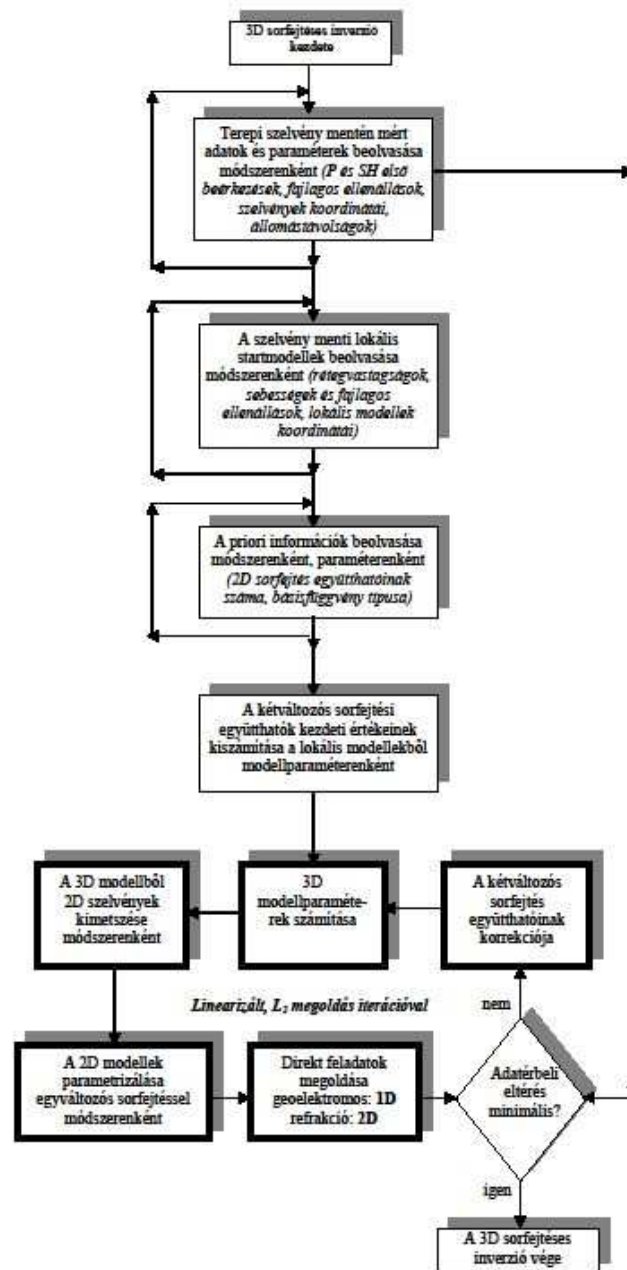 3D sorfejtéses inverzió
kezdete
Terepi szelvény mentén mért
adatok és paraméterek beolvasása
módszerenként (P és SH első
beérkezések, fajlagos ellenállások,
szelvények koordinátái,
állomástávolságok)
A szelvény menti lokális
startmodellek beolvasása
módszerenként (rétegvastagságok,
sebességek és fajlagos
ellenállások, lokális modellek
koordinátái)
A priori információk beolvasása
módszerenként, paraméterenként
(2D sorfejtés együtthatóinak
száma, básisfüggvény típusa)
A kétváltozós sorfejtési
együtthatók kezdeti értékeinek
kiszámítása a lokális modellekből
modellparaméterenként
A 3D modellből
2D szelvények
kimetszése
módszerenként
3D
modellparaméte-
rek számítása
A kétváltozós
sorfejtés
együtthatóinak
korrekciója
Linearizált, L₂ megoldás iterációval
nem
A 2D modellek
parametrizálása
egyváltozós sorfejtéssel
módszerenként
Direkt feladatok
megoldása
geoelektromos: 1D
refrakció: 2D
Adatérbeli
eltérés
minimális?
igen
A 3D sorfejtéses
inverzió vége